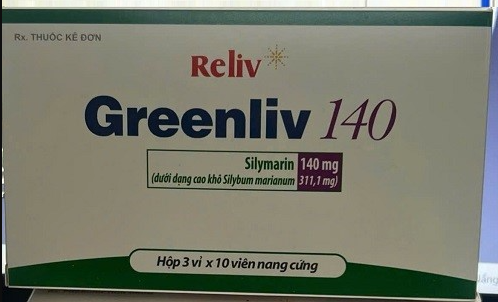 Rx. THUỐC KÊ ĐƠN
Reliv
Greenliv 140
Silymarin 140 mg
(dưới dạng cao khô Silybum marianum 311,1 mg)
Hộp 3 vỉ x 10 viên nang cứng